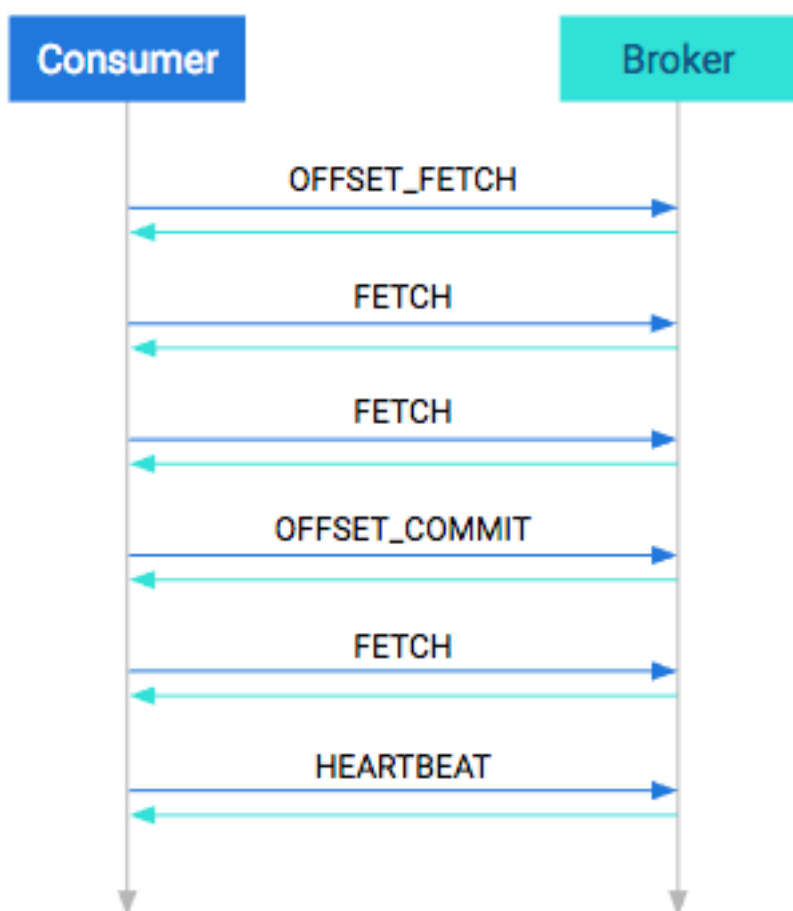 Consumer
Broker
OFFSET_FETCH
FETCH
FETCH
OFFSET_COMMIT
FETCH
HEARTBEAT